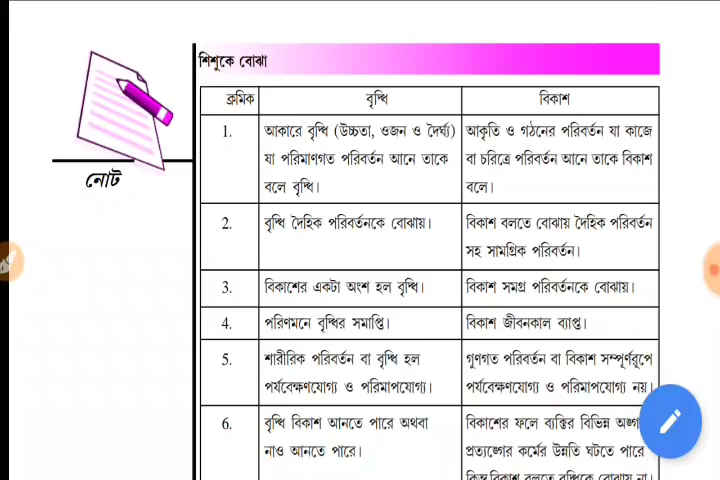 শিশুকে বোঝা
নোট
ক্রমিক বৃদ্ধি বিকাশ
1. আকারে বৃদ্ধি (উচ্চতা, ওজন ও দৈর্ঘ্য) আকৃতি ও গঠনের পরিবর্তন যা কাজে
যা পরিমাণগত পরিবর্তন আনে তাকে বা চরিত্রে পরিবর্তন আনে তাকে বিকাশ
বলে বৃদ্ধি। বলে।
2. বৃদ্ধি দৈহিক পরিবর্তনকে বোঝায়। বিকাশ বলতে বোঝায় দৈহিক পরিবর্তন
সহ সামগ্রিক পরিবর্তন।
3. বিকাশের একটা অংশ হল বৃদ্ধি। বিকাশ সমগ্র পরিবর্তনকে বোঝায়।
4. পরিণমনে বৃদ্ধির সমাপ্তি। বিকাশ জীবনকাল ব্যাপ্ত।
5. শারীরিক পরিবর্তন বা বৃদ্ধি হল গুণগত পরিবর্তন বা বিকাশ সম্পূর্ণরূপে
পর্যবেক্ষণযোগ্য ও পরিমাপযোগ্য। পর্যবেক্ষণযোগ্য ও পরিমাপযোগ্য নয়।
6. বৃদ্ধি বিকাশ আনতে পারে অথবা বিকাশের ফলে ব্যক্তির বিভিন্ন
নাও আনতে পারে। প্রত্যঙ্গের কর্মের উন্নতি ঘটতে পারে
কিন্তু বিকাশ বলতে বৃদ্ধিকে বোঝায় না।